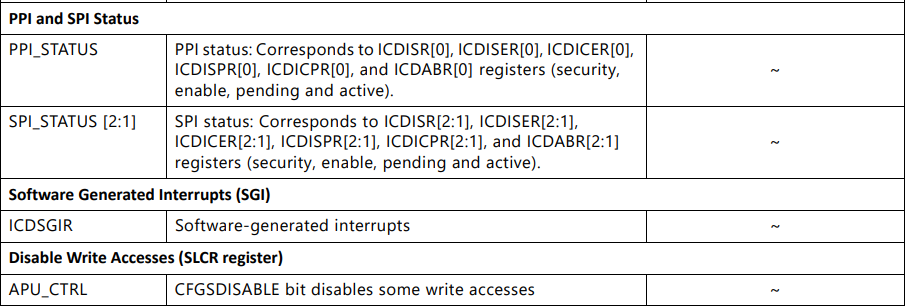 PPI and SPI Status
PPI_STATUS
PPI status: Corresponds to ICDISR[0], ICDISER[0], ICDICER[0],
ICDISPR[0], ICDICPR[0], and ICDABR[0] registers (security,
enable, pending and active).
~
SPI_STATUS [2:1]
SPI status: Corresponds to ICDISR[2:1], ICDISER[2:1],
ICDICER[2:1], ICDISPR[2:1], ICDICPR[2:1], and ICDABR[2:1]
registers (security, enable, pending and active).
~
Software Generated Interrupts (SGI)
ICDSGIR
Software-generated interrupts
~
Disable Write Accesses (SLCR register)
APU_CTRL
CFGSDISABLE bit disables some write accesses
~